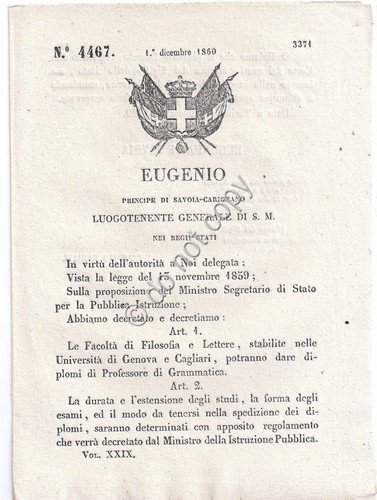 N.º 4467.
1.º dicembre 1860
3371
EUGENIO
PRINCIPE DI SAVOIA-CARIGNANO
LUOGOTENENTE GENERALE DI S. M.
NEI REGII STATI
In virtù dell'autorità a Noi delegata;
Vista la legge del 13 novembre 1859;
Sulla proposizione del Ministro Segretario di Stato
per la Pubblica Istruzione;
Abbiamo decretato e decretiamo:
Art. 1.
Le Facoltà di Filosofia e Lettere, stabilite nelle
Università di Genova e Cagliari, potranno dare di-
plomi di Professore di Grammatica.
Art. 2.
La durata e l'estensione degli studi, la forma degli
esami, ed il modo da tenersi nella spedizione dei di-
plomi, saranno determinati con apposito regolamento
che verrà decretato dal Ministro della Istruzione Pubblica.
VOL. XXIX.
do not copy